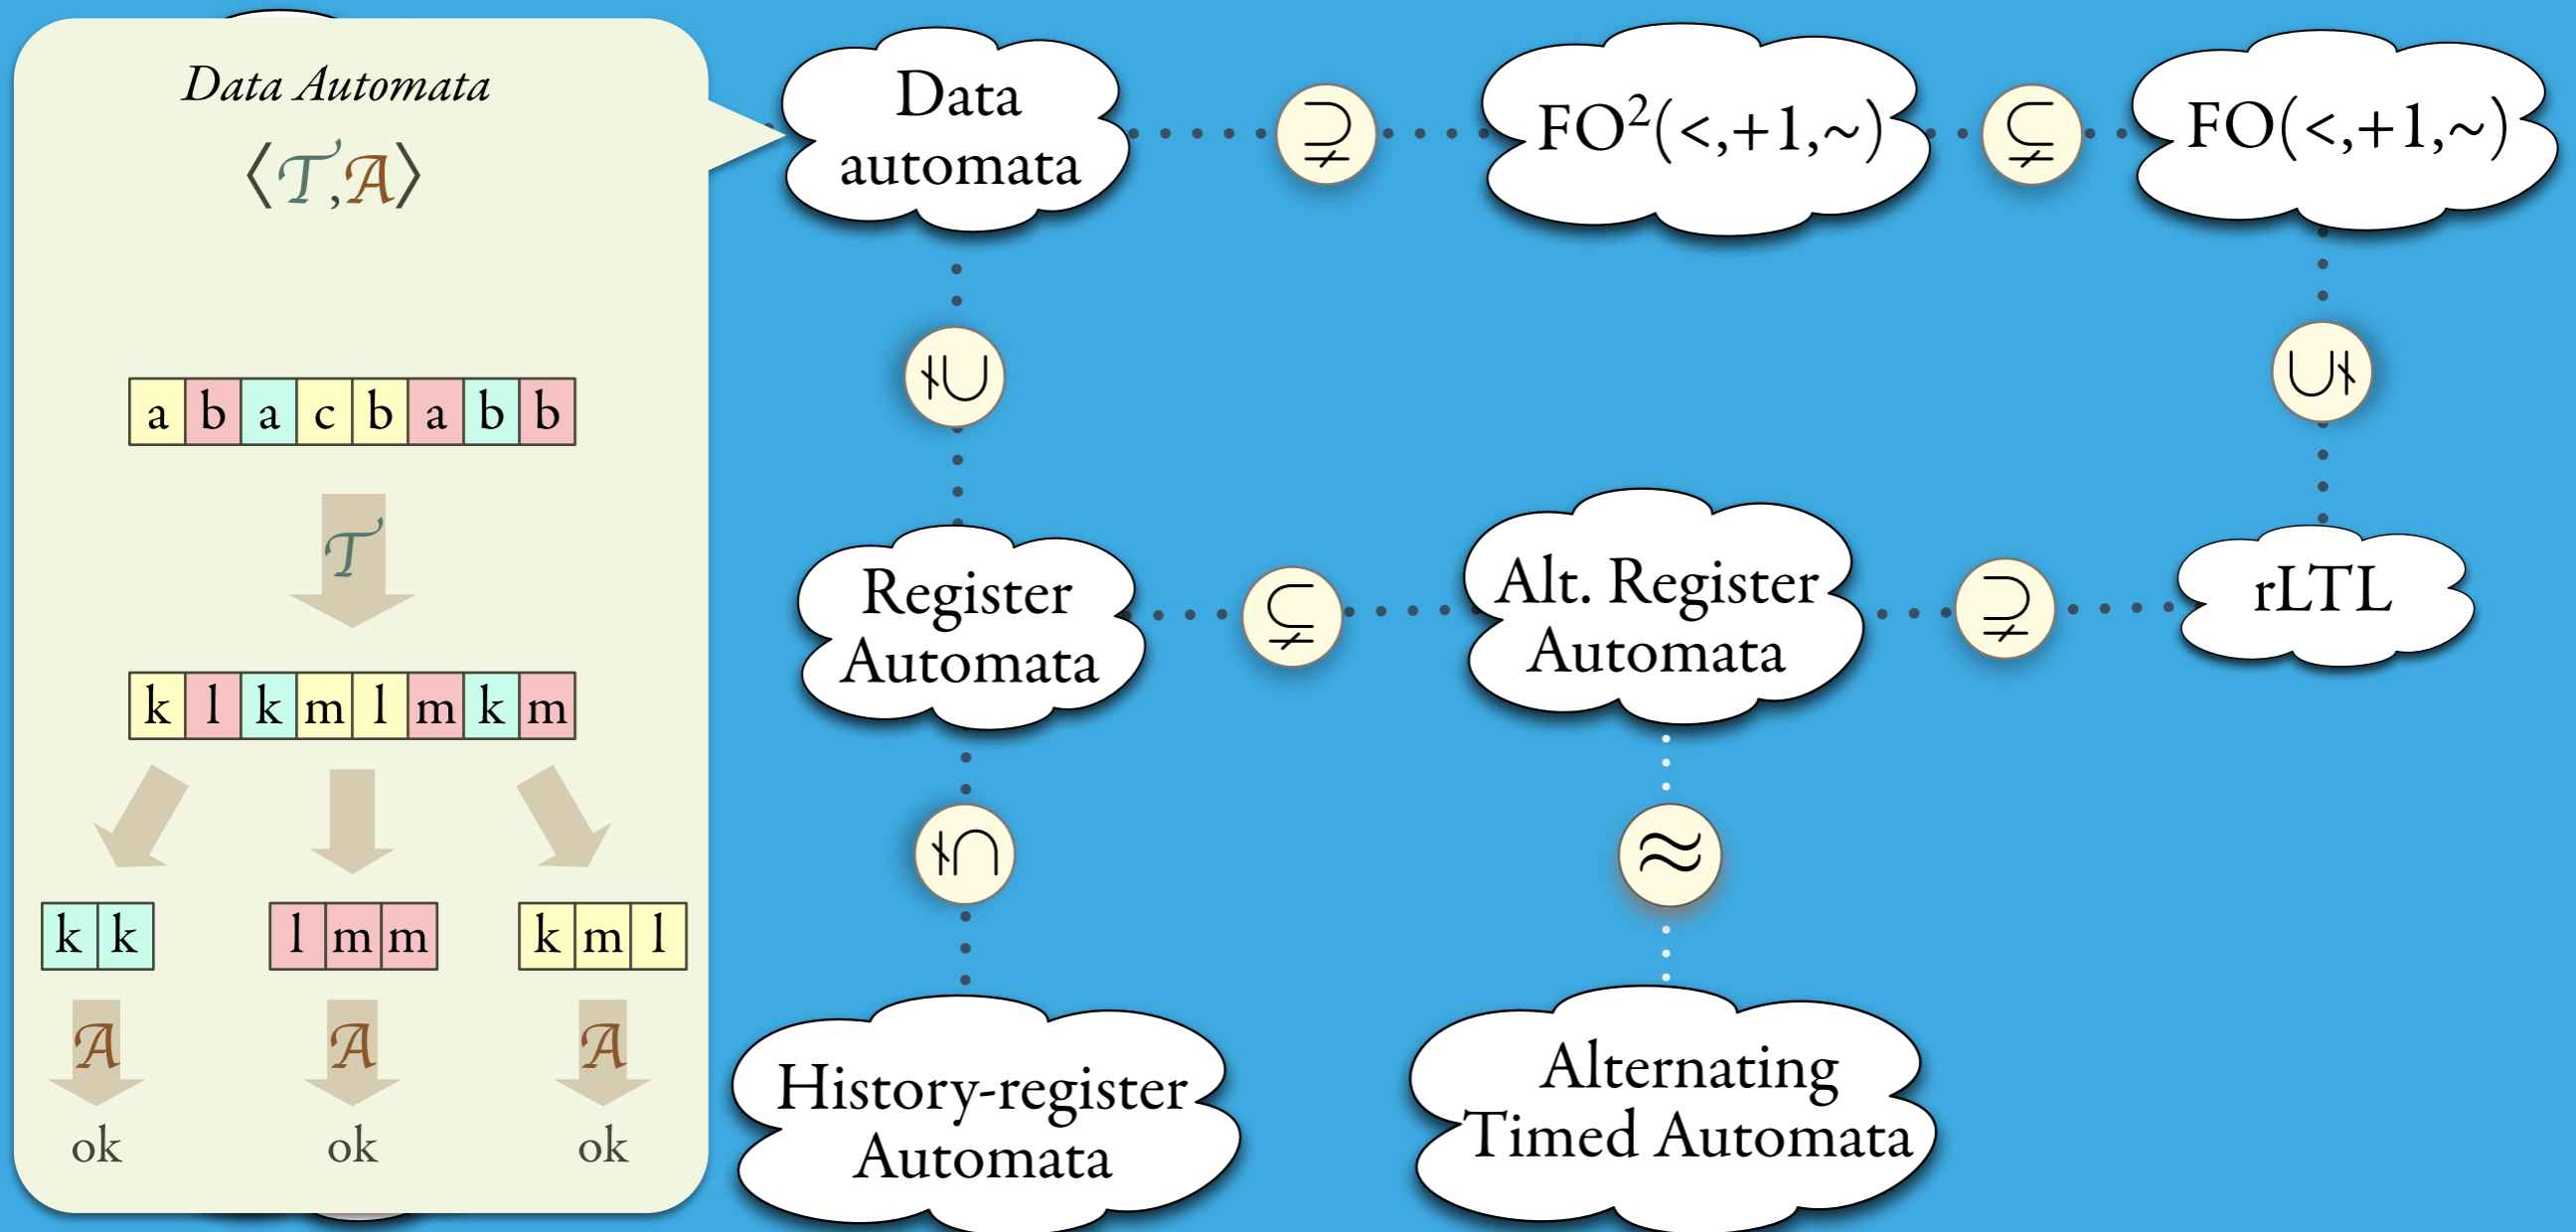 Data Automata
⟨𝒯,𝒜⟩
a b a c b a b b
𝒯
k l k m l m k m
k k
l m m
k m l
𝒜 𝒜 𝒜
ok ok ok
Data
automata
⊋
FO²(<,+1,~)
⊊
FO(<,+1,~)
⊊
⊊
Register
Automata
⊊
Alt. Register
Automata
⊋
rLTL
⊊
≈
History-register
Automata
Alternating
Timed Automata